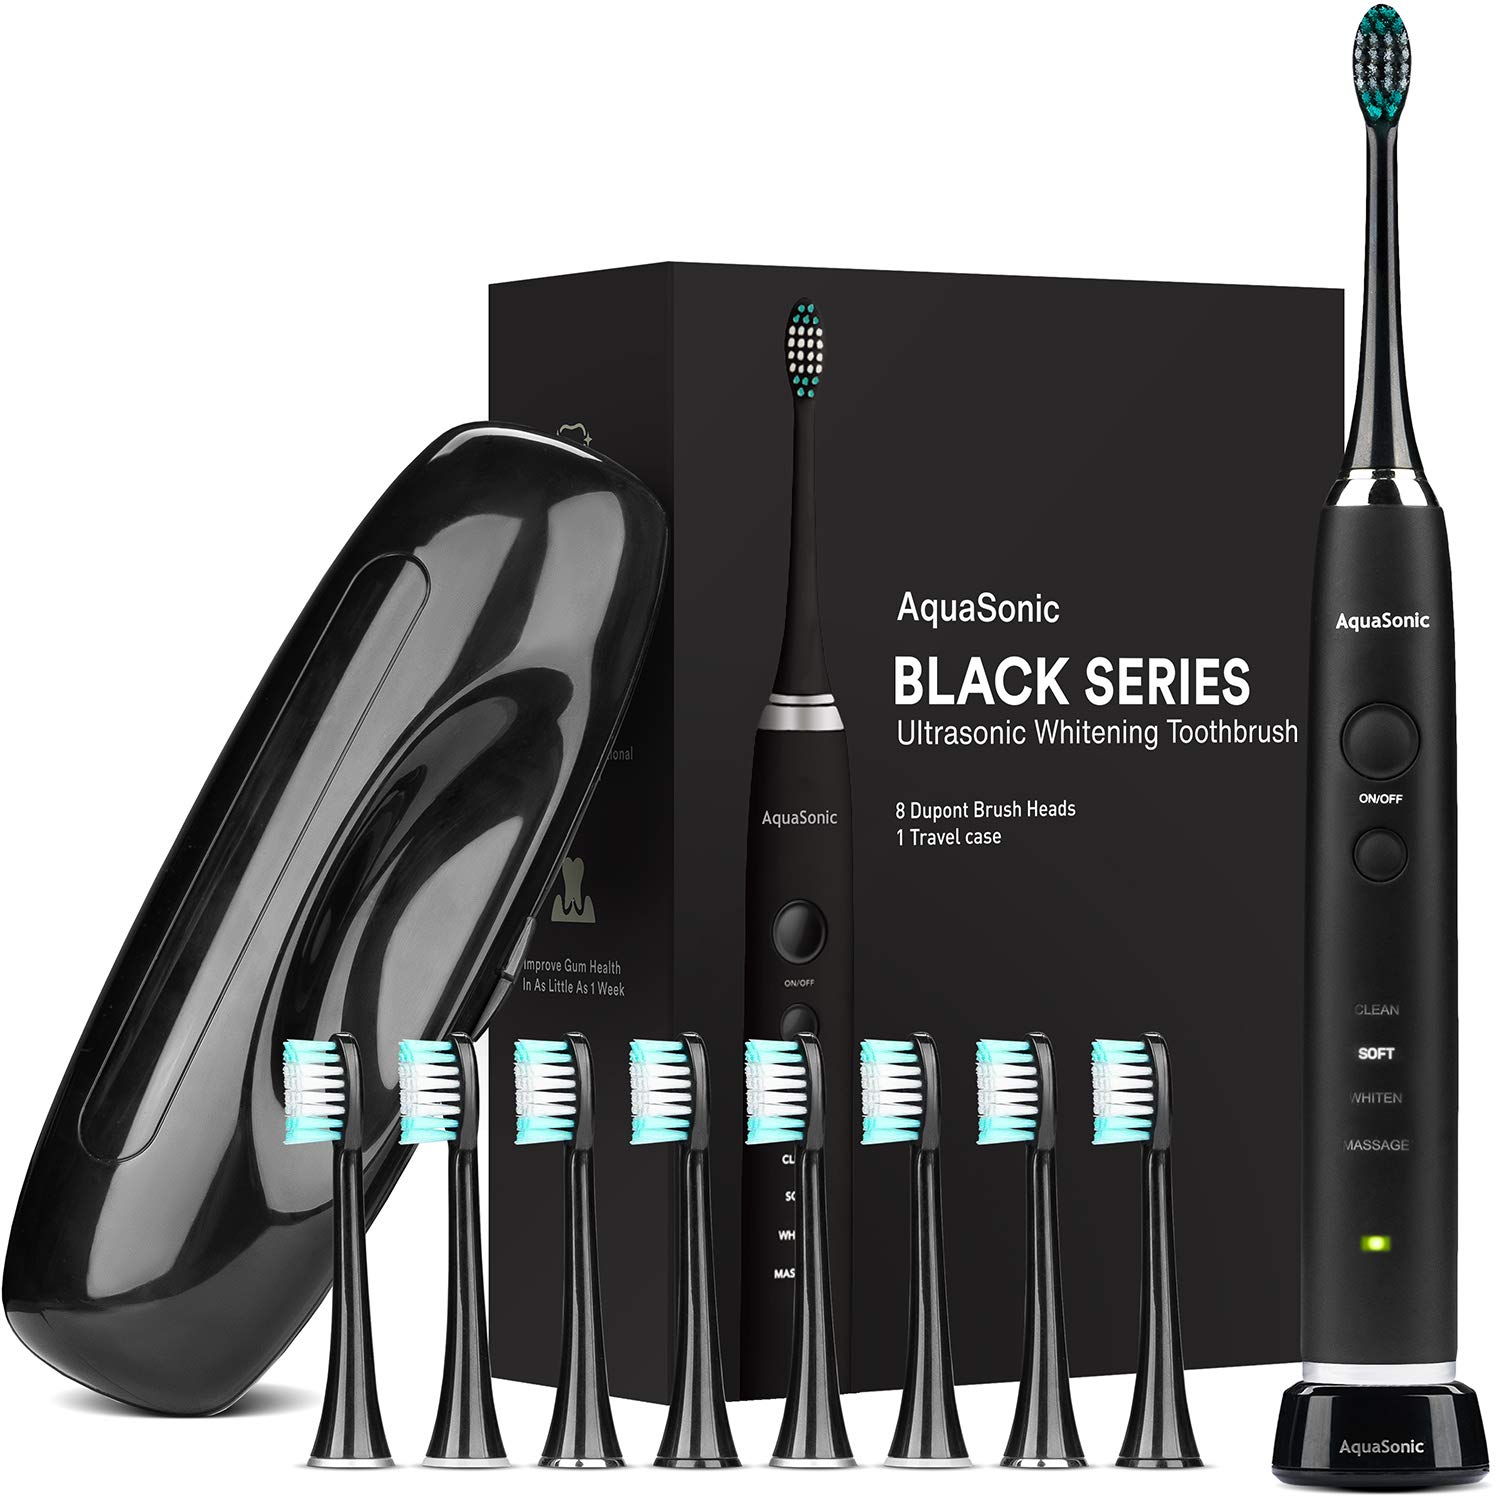 AquaSonic
BLACK SERIES
Ultrasonic Whitening Toothbrush
8 Dupont Brush Heads
1 Travel case
AquaSonic
ON/OFF
Improve Gum Health
In As Little As 1 Week
AquaSonic
ON/OFF
CLEAN
SOFT
WHITEN
MASSAGE
AquaSonic